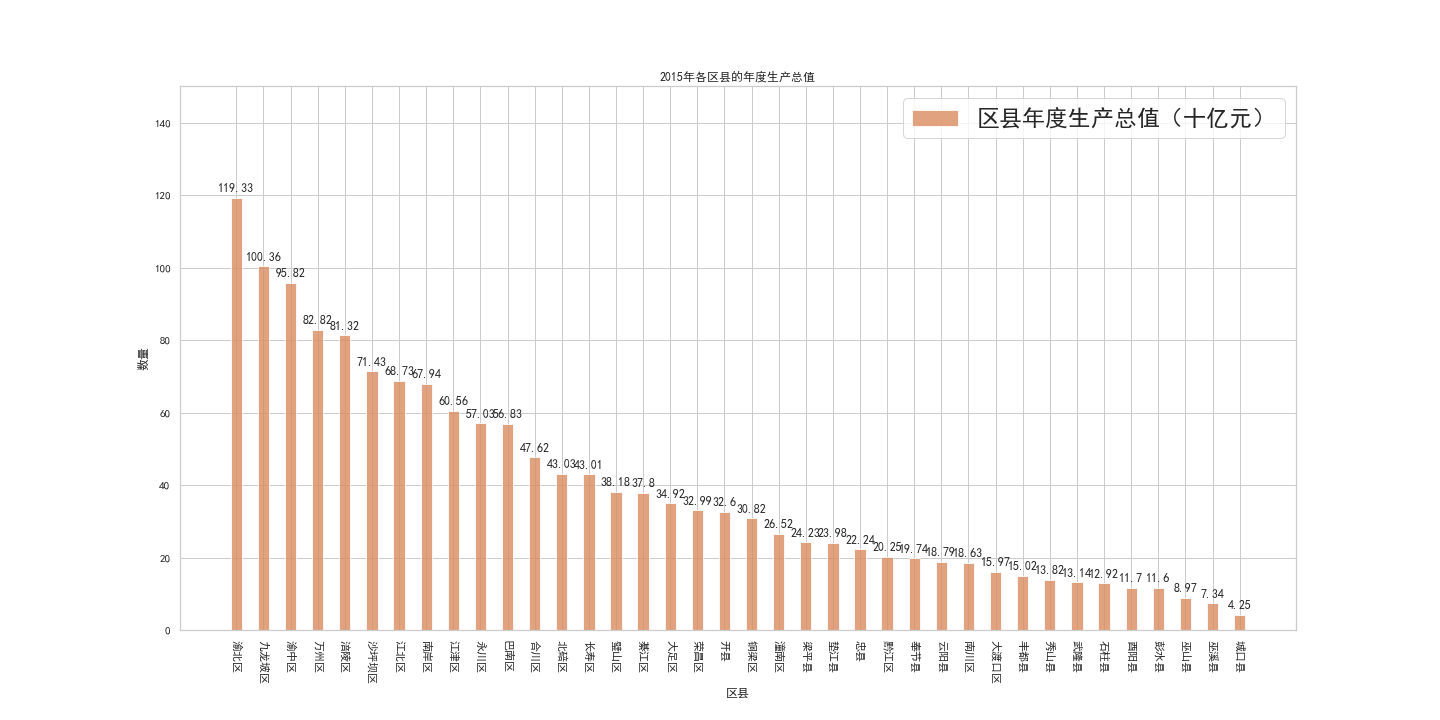 2015年各区县的年度生产总值
区县年度生产总值（十亿元）
数量
140
120
100
80
60
40
20
0
119.33
100.36
95.82
82.82
81.32
71.43
68.73
67.94
60.56
57.03
56.83
47.62
43.03
43.01
38.18
37.8
34.92
32.99
32.6
30.82
26.52
24.23
23.98
22.24
20.25
19.74
18.79
18.63
15.97
15.02
13.82
13.14
12.92
11.7
11.6
8.97
7.34
4.25
渝北区
九龙坡区
渝中区
万州区
涪陵区
沙坪坝区
江北区
南岸区
江津区
永川区
巴南区
合川区
北碚区
长寿区
璧山区
綦江区
大足区
荣昌区
开县
铜梁区
潼南区
梁平县
垫江县
忠县
黔江区
奉节县
云阳县
南川区
大渡口区
丰都县
秀山县
武隆县
石柱县
酉阳县
彭水县
巫山县
巫溪县
城口县
区县